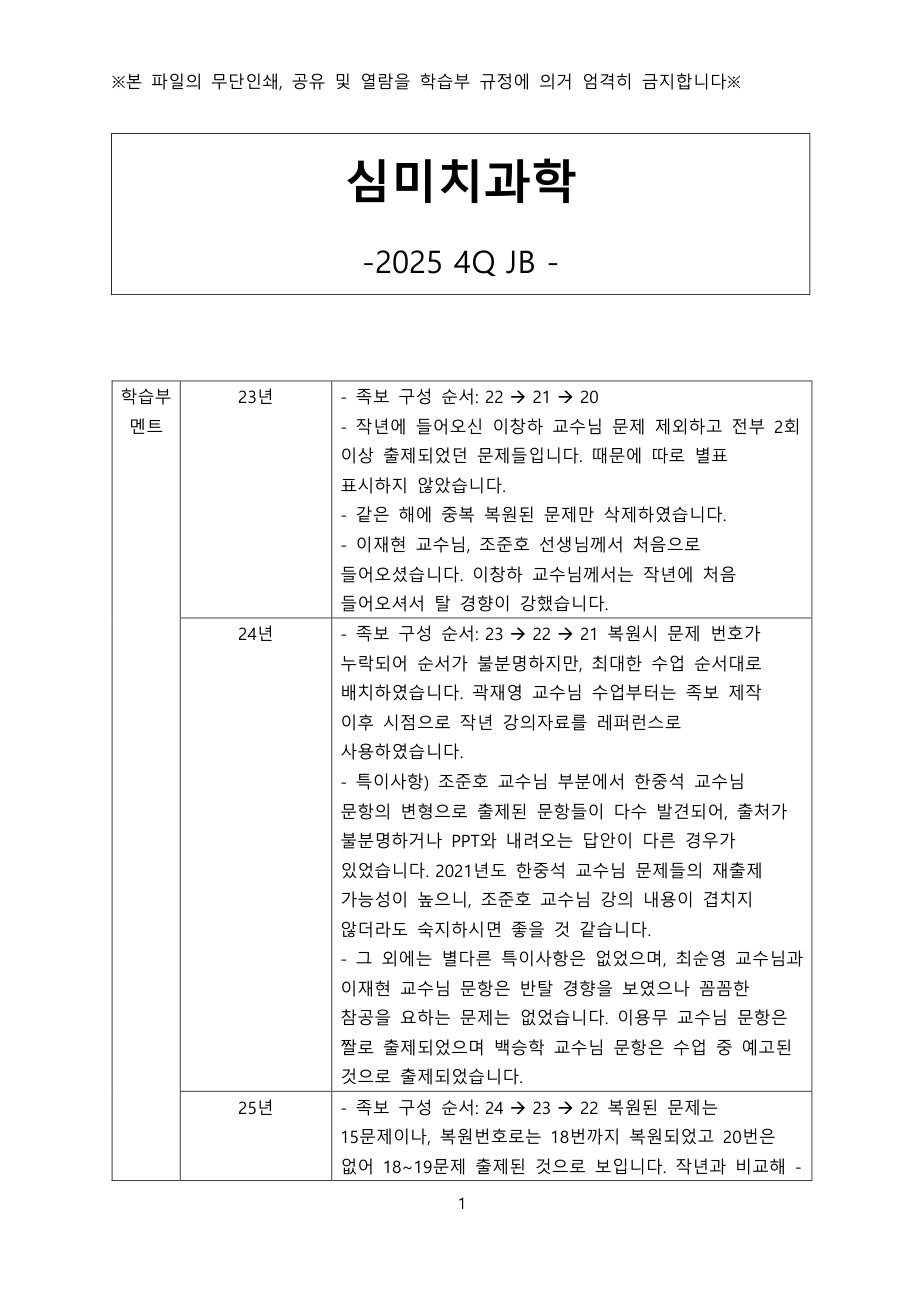 ※본 파일의 무단인쇄, 공유 및 열람을 학습부 규정에 의거 엄격히 금지합니다※
심미치과학
-2025 4Q JB -
학습부
멘트
23년
- 족보 구성 순서: 22 → 21 → 20
- 작년에 들어오신 이창하 교수님 문제 제외하고 전부 2회
이상 출제되었던 문제들입니다. 때문에 따로 별표
표시하지 않았습니다.
- 같은 해에 중복 복원된 문제만 삭제하였습니다.
- 이재현 교수님, 조준호 선생님께서 처음으로
들어오셨습니다. 이창하 교수님께서는 작년에 처음
들어오셔서 탈 경향이 강했습니다.
24년
- 족보 구성 순서: 23 → 22 → 21 복원시 문제 번호가
누락되어 순서가 불분명하지만, 최대한 수업 순서대로
배치하였습니다. 곽재영 교수님 수업부터는 족보 제작
이후 시점으로 작년 강의자료를 레퍼런스로
사용하였습니다.
- 특이사항) 조준호 교수님 부분에서 한중석 교수님
문항의 변형으로 출제된 문항들이 다수 발견되어, 출처가
불분명하거나 PPT와 내려오는 답안이 다른 경우가
있었습니다. 2021년도 한중석 교수님 문제들의 재출제
가능성이 높으니, 조준호 교수님 강의 내용이 겹치지
않더라도 숙지하시면 좋을 것 같습니다.
- 그 외에는 별다른 특이사항은 없었으며, 최순영 교수님과
이재현 교수님 문항은 반탈 경향을 보였으나 꼼꼼한
참공을 요하는 문제는 없었습니다. 이용무 교수님 문항은
짤로 출제되었으며 백승학 교수님 문항은 수업 중 예고된
것으로 출제되었습니다.
25년
- 족보 구성 순서: 24 → 23 → 22 복원된 문제는
15문제이나, 복원번호로는 18번까지 복원되었고 20번은
없어 18~19문제 출제된 것으로 보입니다. 작년과 비교해 -
1